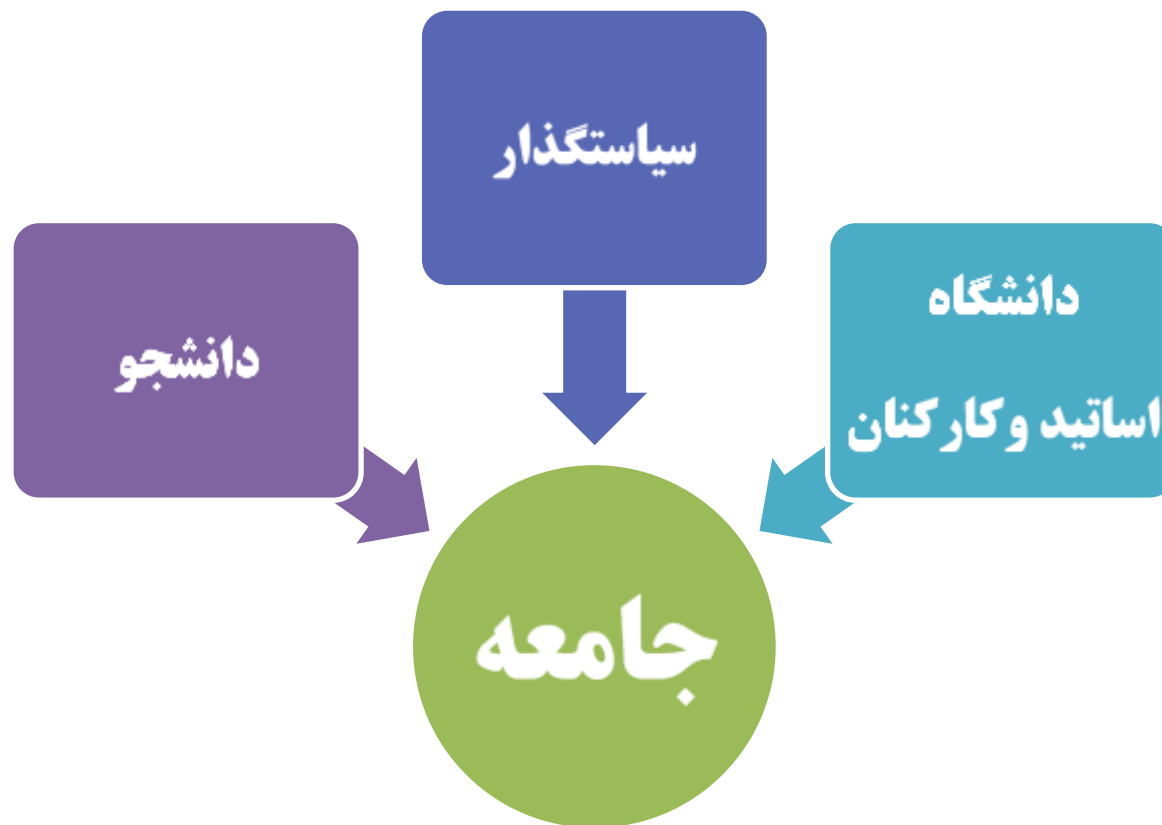 سیاستگذار
دانشگاه
اساتید و کارکنان
دانشجو
جامعه